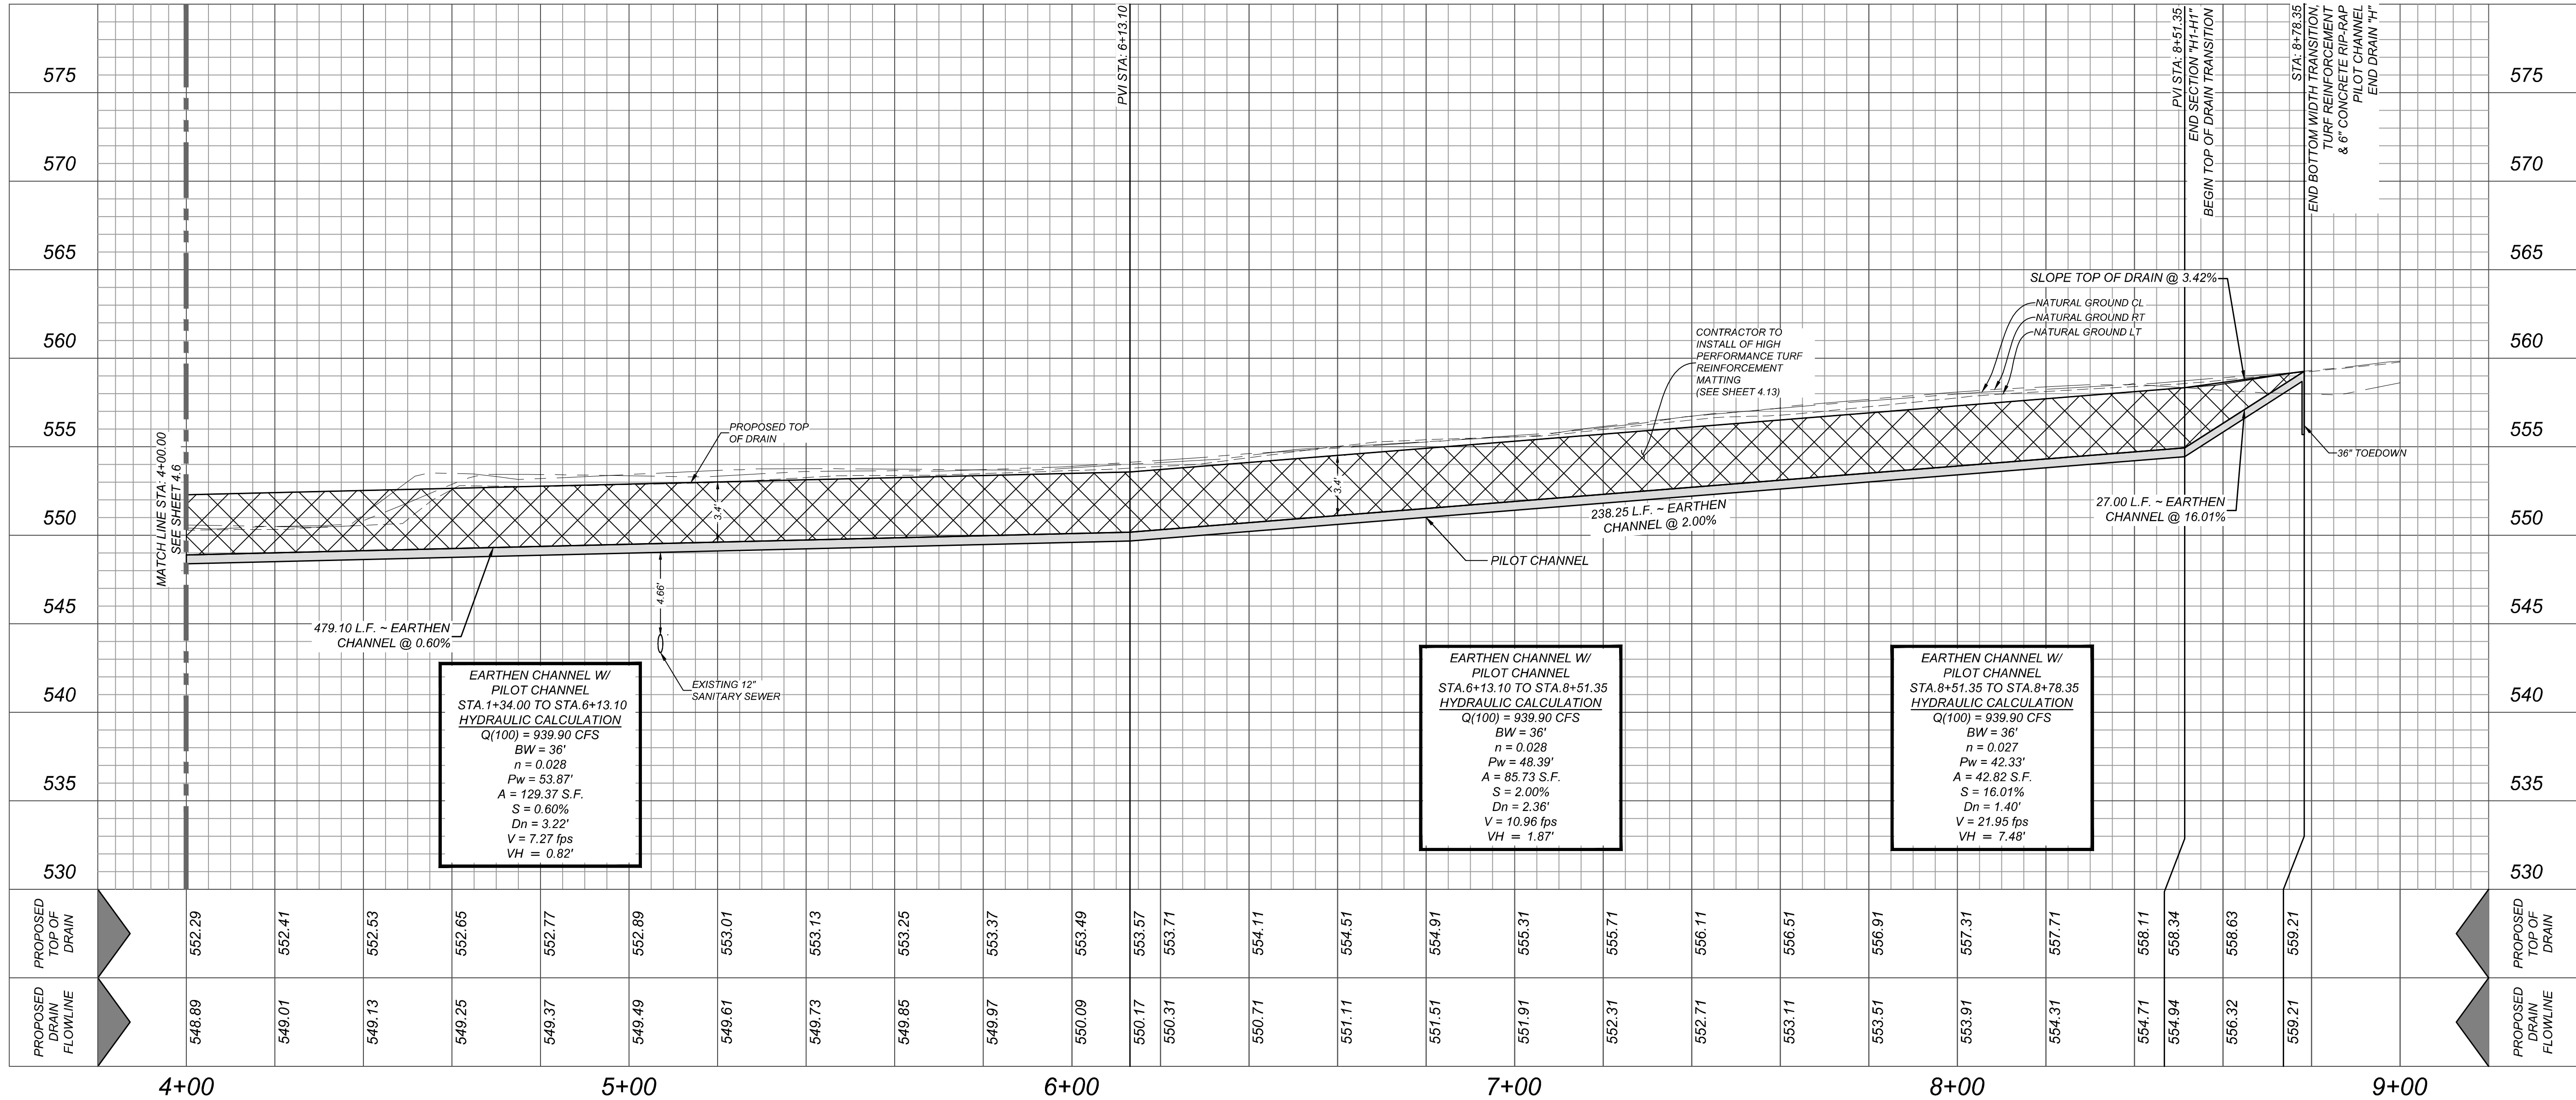 575
570
565
560
555
550
545
540
535
530
575
570
565
560
555
550
545
540
535
530
MATCH LINE STA: 4+00.00
SEE SHEET 4.6
PVI STA: 6+13.10
PVI STA: 8+51.35
END SECTION "H1-H1"
BEGIN TOP OF DRAIN TRANSITION
STA: 8+78.35
END BOTTOM WIDTH TRANSITION,
TURF REINFORCEMENT
& 6" CONCRETE RIP-RAP
PILOT CHANNEL
END DRAIN "H"
SLOPE TOP OF DRAIN @ 3.42%
NATURAL GROUND CL
NATURAL GROUND RT
NATURAL GROUND LT
CONTRACTOR TO
INSTALL OF HIGH
PERFORMANCE TURF
REINFORCEMENT
MATTING
(SEE SHEET 4.13)
PROPOSED TOP
OF DRAIN
3.4'
3.4'
36" TOEDOWN
27.00 L.F. ~ EARTHEN
CHANNEL @ 16.01%
238.25 L.F. ~ EARTHEN
CHANNEL @ 2.00%
PILOT CHANNEL
4.66'
479.10 L.F. ~ EARTHEN
CHANNEL @ 0.60%
EXISTING 12"
SANITARY SEWER
EARTHEN CHANNEL W/
PILOT CHANNEL
STA.1+34.00 TO STA.6+13.10
HYDRAULIC CALCULATION
Q(100) = 939.90 CFS
BW = 36'
n = 0.028
Pw = 53.87'
A = 129.37 S.F.
S = 0.60%
Dn = 3.22'
V = 7.27 fps
VH = 0.82'
EARTHEN CHANNEL W/
PILOT CHANNEL
STA.6+13.10 TO STA.8+51.35
HYDRAULIC CALCULATION
Q(100) = 939.90 CFS
BW = 36'
n = 0.028
Pw = 48.39'
A = 85.73 S.F.
S = 2.00%
Dn = 2.36'
V = 10.96 fps
VH = 1.87'
EARTHEN CHANNEL W/
PILOT CHANNEL
STA.8+51.35 TO STA.8+78.35
HYDRAULIC CALCULATION
Q(100) = 939.90 CFS
BW = 36'
n = 0.027
Pw = 42.33'
A = 42.82 S.F.
S = 16.01%
Dn = 1.40'
V = 21.95 fps
VH = 7.48'
PROPOSED
TOP OF
DRAIN
552.29
552.41
552.53
552.65
552.77
552.89
553.01
553.13
553.25
553.37
553.49
553.57
553.71
554.11
554.51
554.91
555.31
555.71
556.11
556.51
556.91
557.31
557.71
558.11
558.34
558.63
559.21
PROPOSED
TOP OF
DRAIN
PROPOSED
DRAIN
FLOWLINE
548.89
549.01
549.13
549.25
549.37
549.49
549.61
549.73
549.85
549.97
550.09
550.17
550.31
550.71
551.11
551.51
551.91
552.31
552.71
553.11
553.51
553.91
554.31
554.71
554.94
556.32
559.21
PROPOSED
DRAIN
FLOWLINE
4+00
5+00
6+00
7+00
8+00
9+00